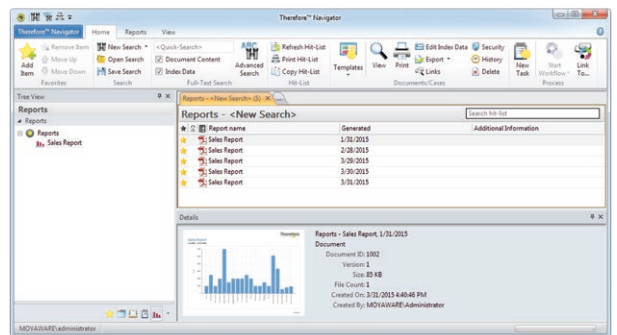 Therefore™ Navigator
Therefore™ Navigator Home Reports View
Add Item
Remove Item
Move Up
Move Down
Favorites
New Search
Open Search
Save Search
Search
<Quick-Search>
Document Content
Index Data
Advanced Search
Full-Text Search
Refresh Hit-List
Print Hit-List
Copy Hit-List
Hit-List
Templates
View
Print
Edit Index Data
Export
Links
Security
History
Delete
Documents/Cases
New Task
Start Workflow
Link To...
Process
Tree View
Reports
Reports
Reports
Sales Report
Reports - <New Search> (5)
Reports - <New Search>
Search hit-list
Report name Generated Additional Information
Sales Report 1/31/2015
Sales Report 2/28/2015
Sales Report 3/29/2015
Sales Report 3/30/2015
Sales Report 3/31/2015
Details
Therefore
Reports - Sales Report, 1/31/2015
Document
Document ID: 1002
Version: 1
Size: 85 KB
File Count: 1
Created On: 3/31/2015 4:40:46 PM
Created By: MOYAWARE\Administrator
MOYAWARE\administrator